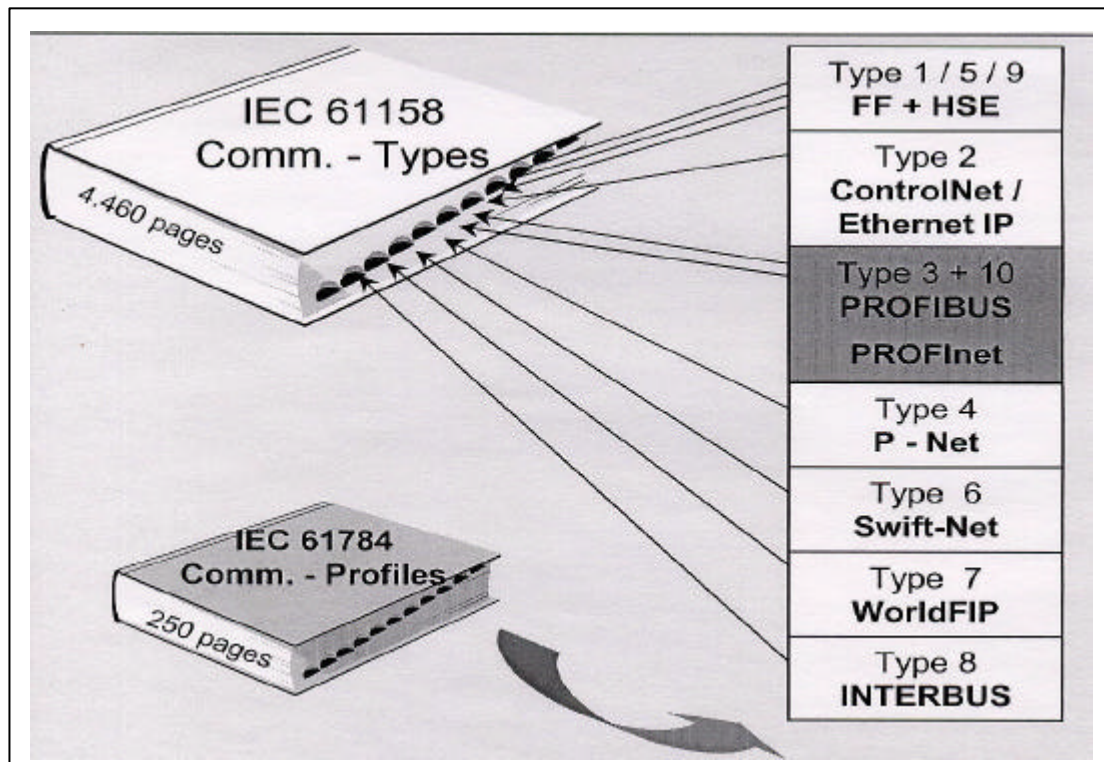 IEC 61158
Comm. - Types
4.460 pages
IEC 61784
Comm. - Profiles
250 pages
Type 1 / 5 / 9
FF + HSE
Type 2
ControlNet /
Ethernet IP
Type 3 + 10
PROFIBUS
PROFInet
Type 4
P - Net
Type 6
Swift-Net
Type 7
WorldFIP
Type 8
INTERBUS